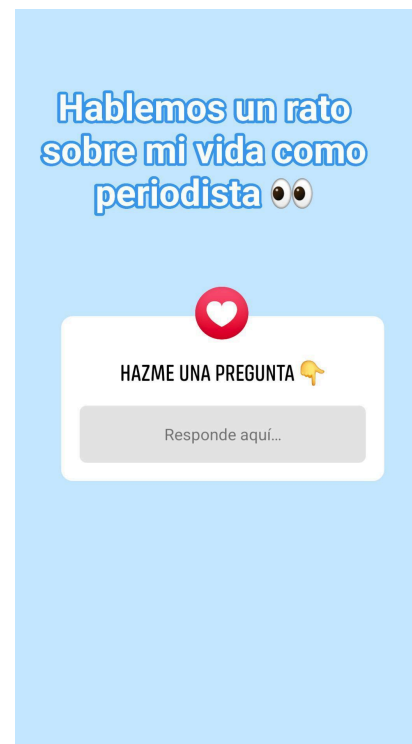 Hablemos un rato
sobre mi vida como
periodista 👀
HAZME UNA PREGUNTA 👇
Responde aquí...